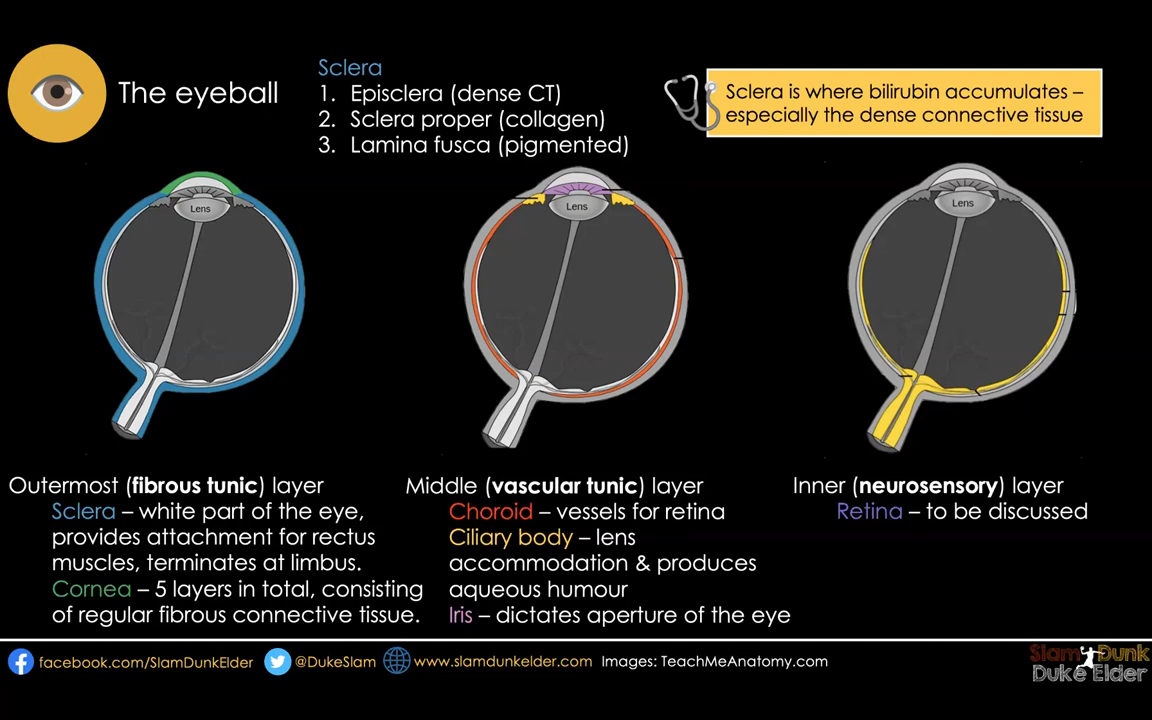 The eyeball
Sclera
1. Episclera (dense CT)
2. Sclera proper (collagen)
3. Lamina fusca (pigmented)
Sclera is where bilirubin accumulates –
especially the dense connective tissue
Lens
Lens
Lens
Outermost (fibrous tunic) layer
Sclera – white part of the eye,
provides attachment for rectus
muscles, terminates at limbus.
Cornea – 5 layers in total, consisting
of regular fibrous connective tissue.
Middle (vascular tunic) layer
Choroid – vessels for retina
Ciliary body – lens
accommodation & produces
aqueous humour
Iris – dictates aperture of the eye
Inner (neurosensory) layer
Retina – to be discussed
facebook.com/SlamDunkElder
@DukeSlam
www.slamdunkelder.com
Images: TeachMeAnatomy.com
Slam Dunk
Duke Elder